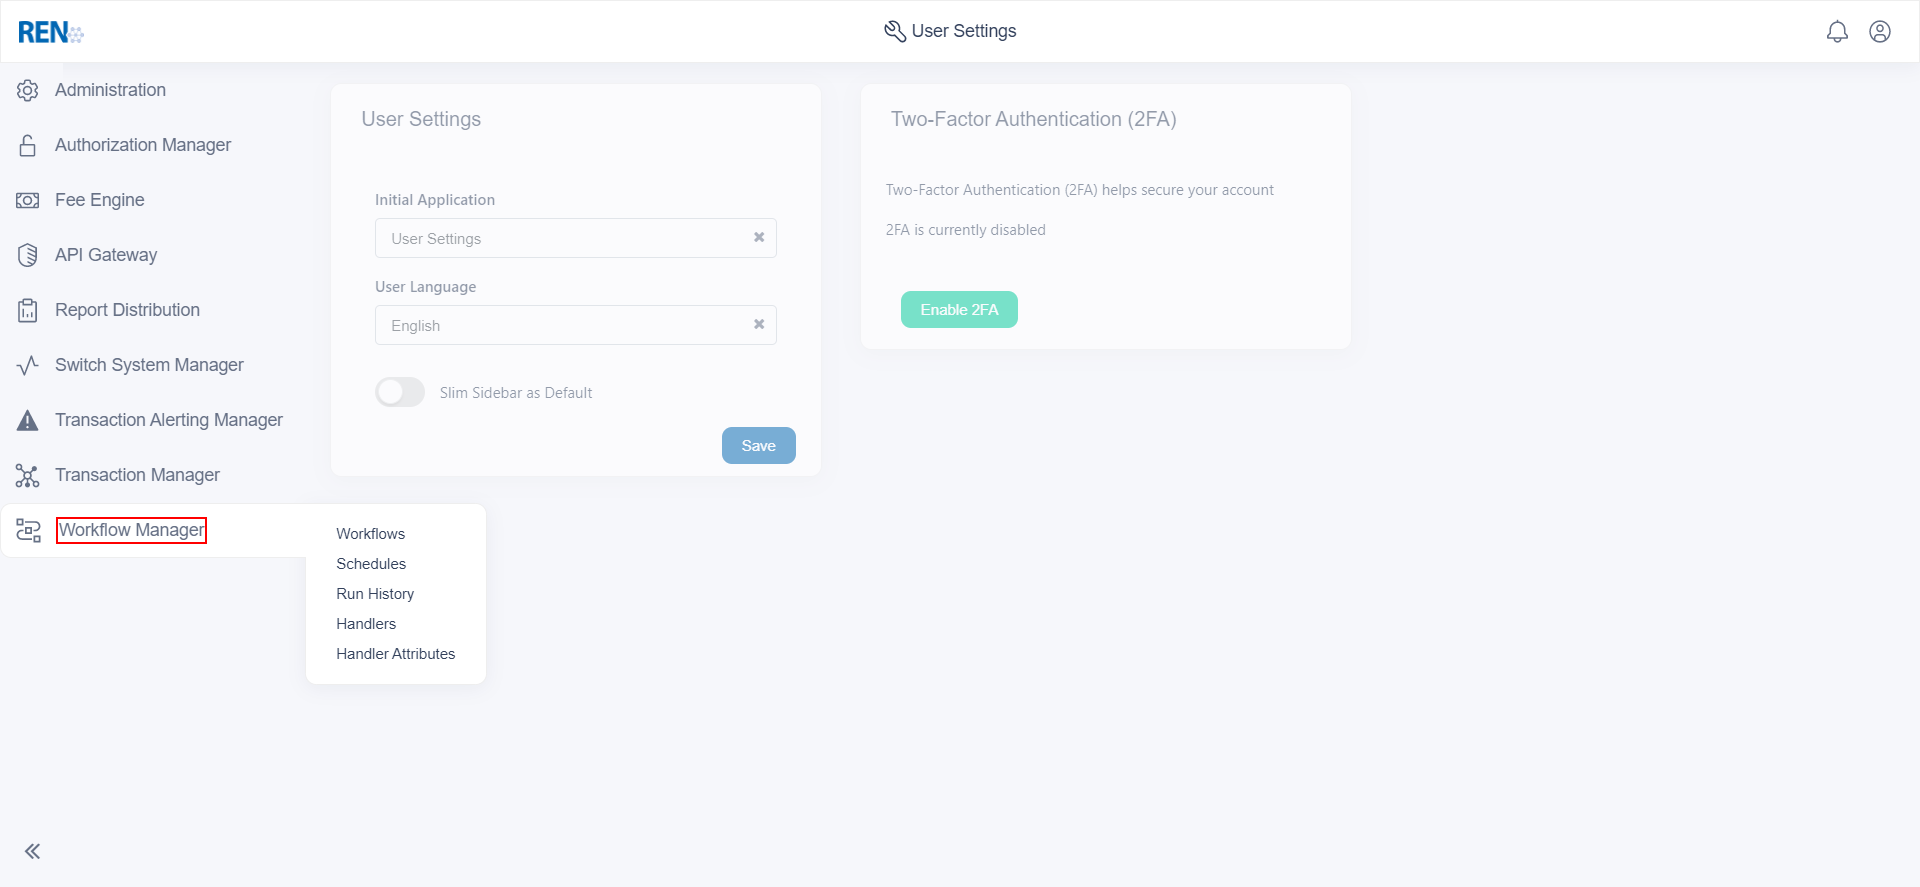 REN
User Settings
Administration
Authorization Manager
Fee Engine
API Gateway
Report Distribution
Switch System Manager
Transaction Alerting Manager
Transaction Manager
Workflow Manager
Workflows
Schedules
Run History
Handlers
Handler Attributes
User Settings
Initial Application
User Settings
User Language
English
Slim Sidebar as Default
Save
Two-Factor Authentication (2FA)
Two-Factor Authentication (2FA) helps secure your account
2FA is currently disabled
Enable 2FA